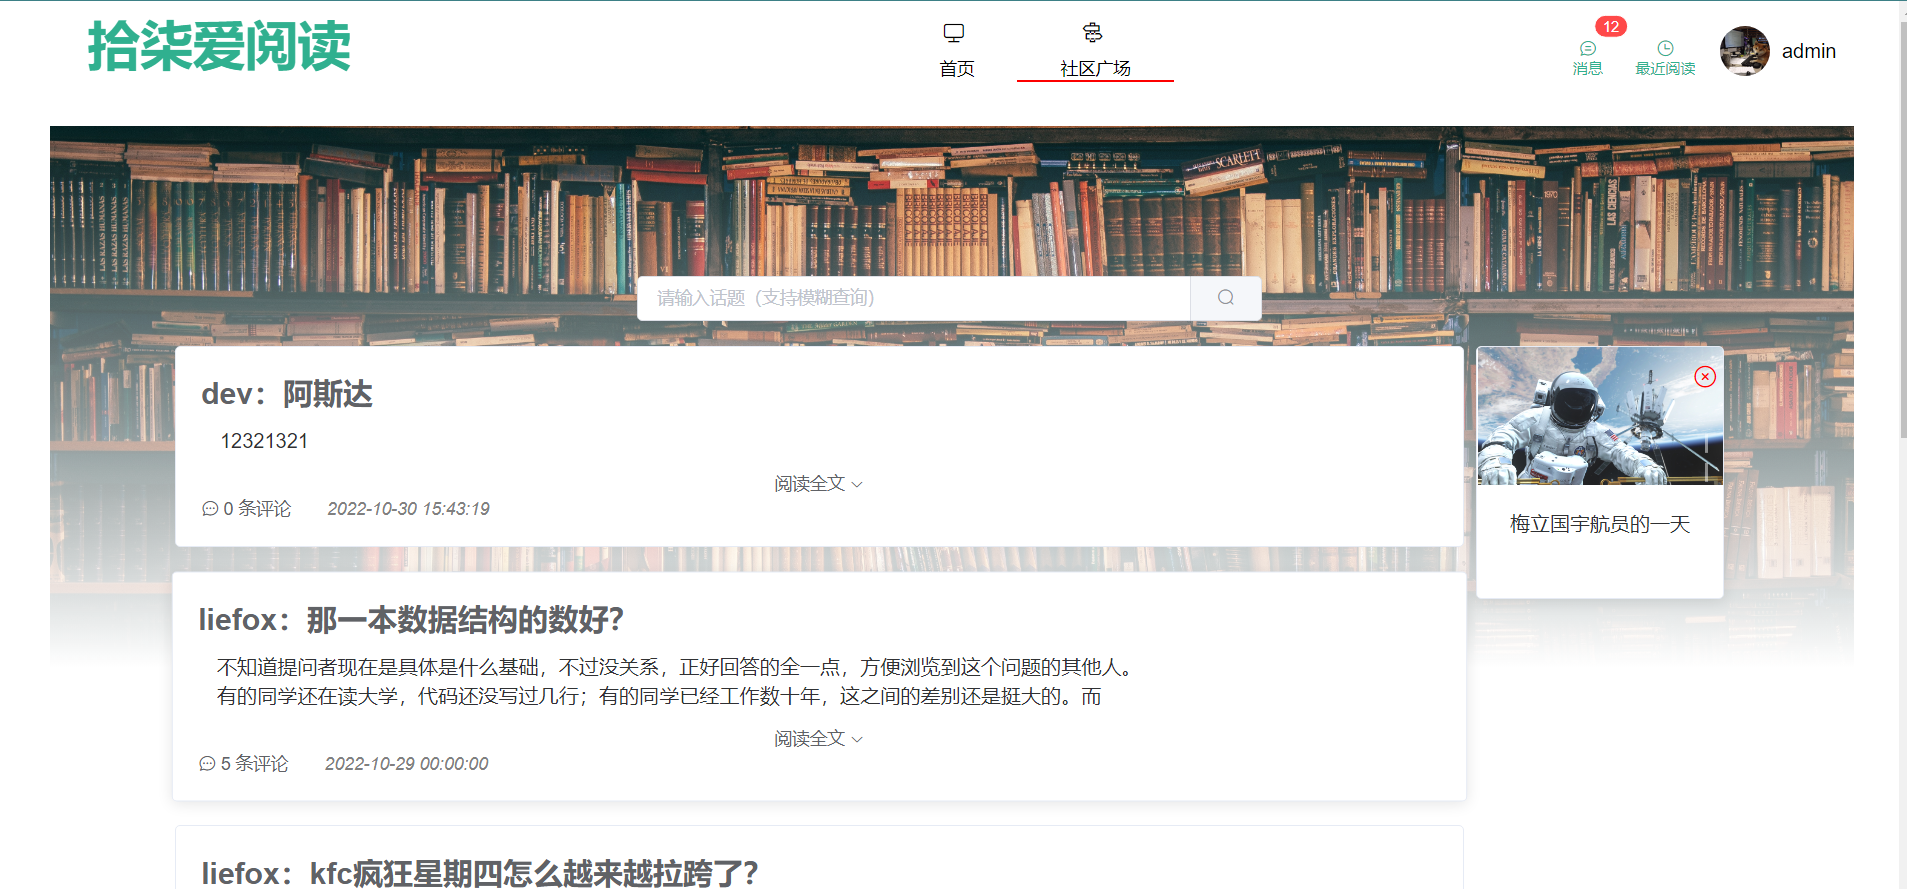 拾柒爱阅读
首页
社区广场
12
消息
最近阅读
admin
SCARLETT
请输入话题（支持模糊查询）
dev：阿斯达
12321321
阅读全文
0 条评论 2022-10-30 15:43:19
梅立国宇航员的一天
liefox：那一本数据结构的数好？
不知道提问者现在是具体是什么基础，不过没关系，正好回答的全一点，方便浏览到这个问题的其他人。
有的同学还在读大学，代码还没写过几行；有的同学已经工作数十年，这之间的差别还是挺大的。而
阅读全文
5 条评论 2022-10-29 00:00:00
liefox：kfc疯狂星期四怎么越来越拉跨了？